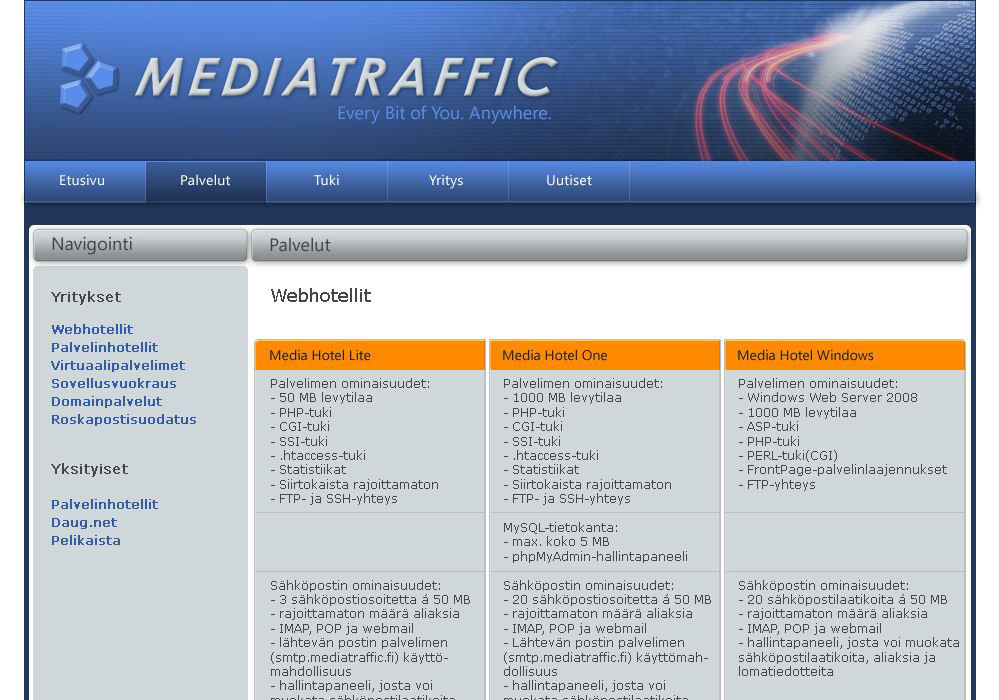 MEDIATRAFFIC
Every Bit of You. Anywhere.
Etusivu
Palvelut
Tuki
Yritys
Uutiset
Navigointi
Yritykset
Webhotellit
Palvelinhotellit
Virtuaalipalvelimet
Sovellusvuokraus
Domainpalvelut
Roskapostisuodatus
Yksityiset
Palvelinhotellit
Daug.net
Pelikaista
Palvelut
Webhotellit
Media Hotel Lite
Palvelimen ominaisuudet:
- 50 MB levytilaa
- PHP-tuki
- CGI-tuki
- SSI-tuki
- .htaccess-tuki
- Statistiikat
- Siirtokaista rajoittamaton
- FTP- ja SSH-yhteys
Sähköpostin ominaisuudet:
- 3 sähköpostiosoitetta á 50 MB
- rajoittamaton määrä aliaksia
- IMAP, POP ja webmail
- lähtevän postin palvelimen
(smtp.mediatraffic.fi) käyttö-
mahdollisuus
- hallintapaneeli, josta voi
muokata sähköpostilaatikoita
Media Hotel One
Palvelimen ominaisuudet:
- 1000 MB levytilaa
- PHP-tuki
- CGI-tuki
- SSI-tuki
- .htaccess-tuki
- Statistiikat
- Siirtokaista rajoittamaton
- FTP- ja SSH-yhteys
MySQL-tietokanta:
- max. koko 5 MB
- phpMyAdmin-hallintapaneeli
Sähköpostin ominaisuudet:
- 20 sähköpostiosoitetta á 50 MB
- rajoittamaton määrä aliaksia
- IMAP, POP ja webmail
- Lähtevän postin palvelimen
(smtp.mediatraffic.fi) käyttömah-
dollisuus
- hallintapaneeli, josta voi
muokata sähköpostilaatikoita
Media Hotel Windows
Palvelimen ominaisuudet:
- Windows Web Server 2008
- 1000 MB levytilaa
- ASP-tuki
- PHP-tuki
- PERL-tuki(CGI)
- FrontPage-palvelinlaajennukset
- FTP-yhteys
Sähköpostin ominaisuudet:
- 20 sähköpostilaatikoita á 50 MB
- rajoittamaton määrä aliaksia
- IMAP, POP ja webmail
- hallintapaneeli, josta voi muokata
sähköpostilaatikoita, aliaksia ja
lomatiedotteita